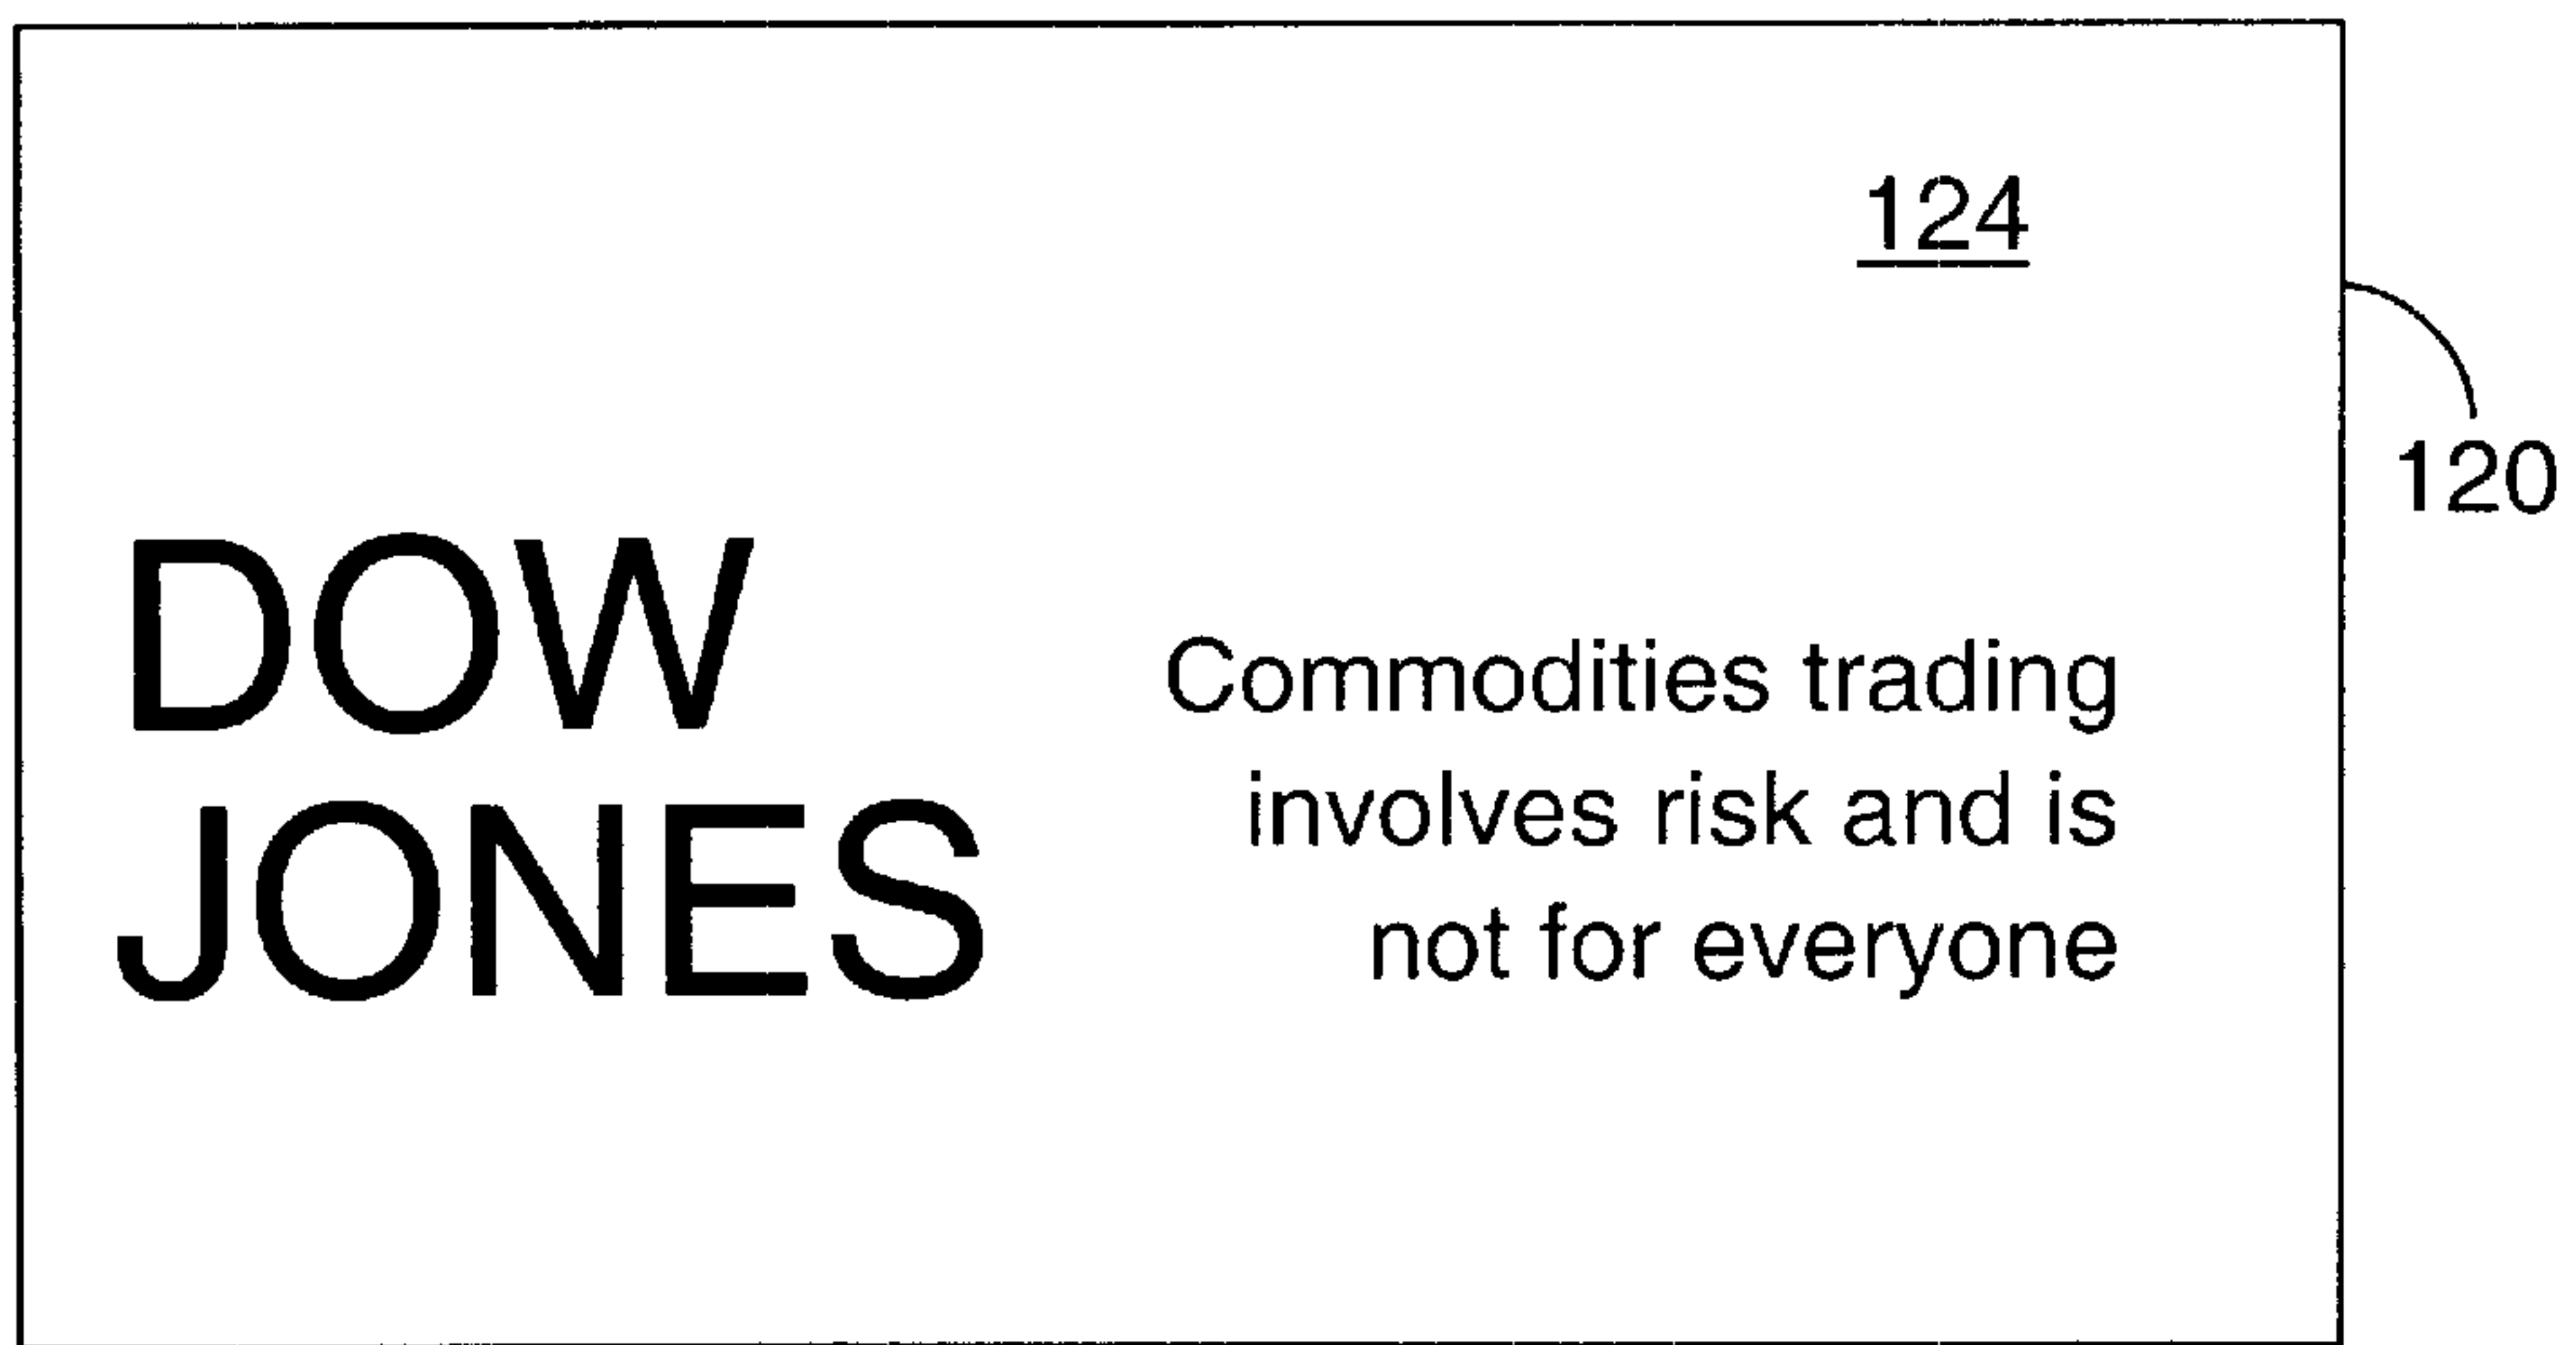 124
120
DOW
JONES
Commodities trading
involves risk and is
not for everyone